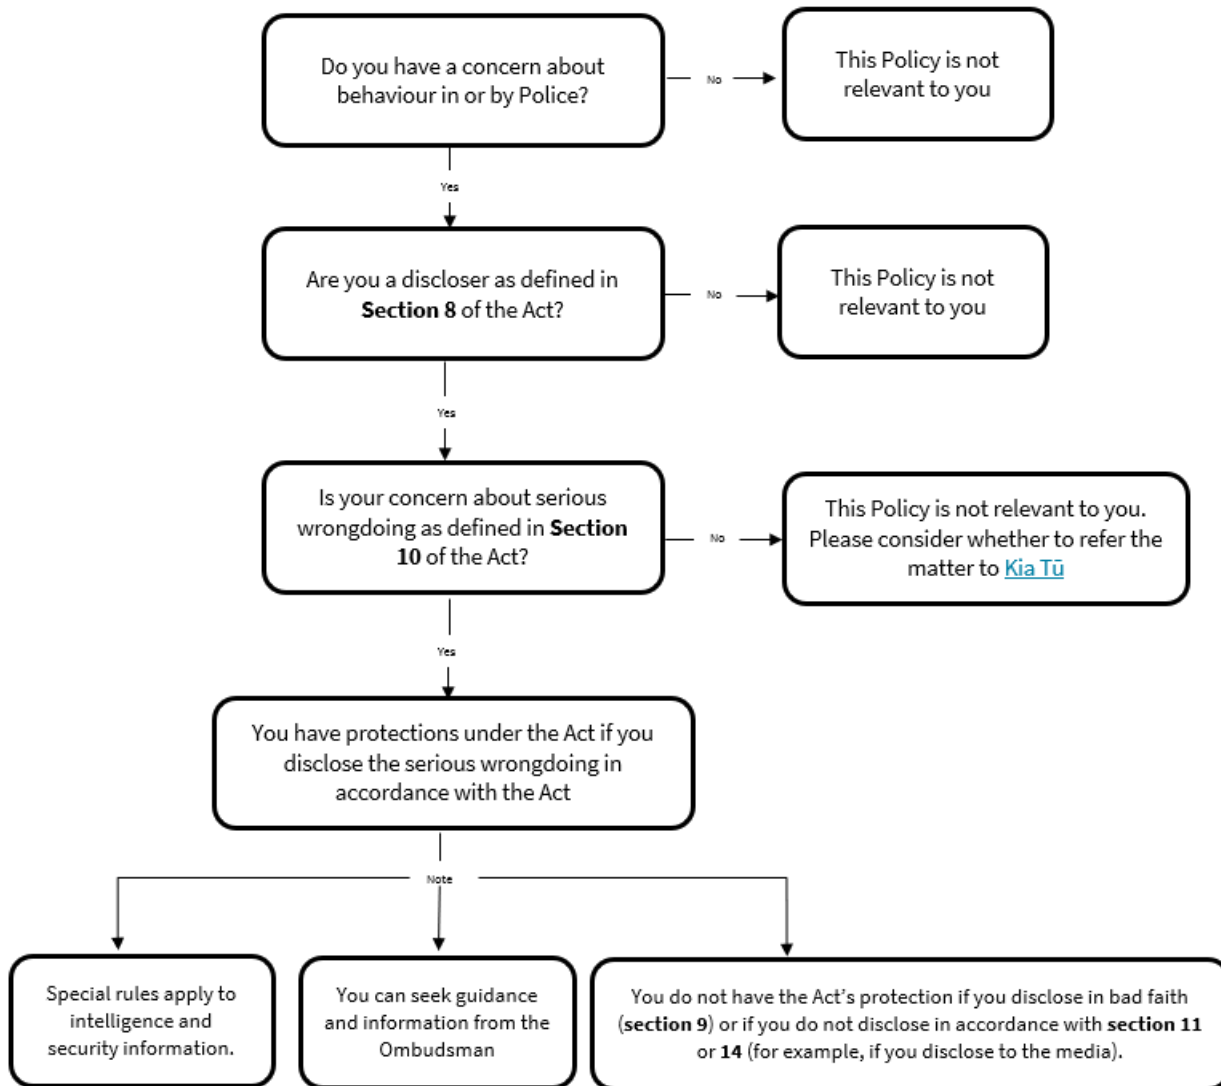 Do you have a concern about
behaviour in or by Police?
No
This Policy is not
relevant to you
Yes
Are you a discloser as defined in
Section 8 of the Act?
No
This Policy is not
relevant to you
Yes
Is your concern about serious
wrongdoing as defined in Section
10 of the Act?
No
This Policy is not relevant to you.
Please consider whether to refer the
matter to Kia Tū
Yes
You have protections under the Act if you
disclose the serious wrongdoing in
accordance with the Act
Note
Special rules apply to
intelligence and
security information.
You can seek guidance
and information from the
Ombudsman
You do not have the Act's protection if you disclose in bad faith
(section 9) or if you do not disclose in accordance with section 11
or 14 (for example, if you disclose to the media).